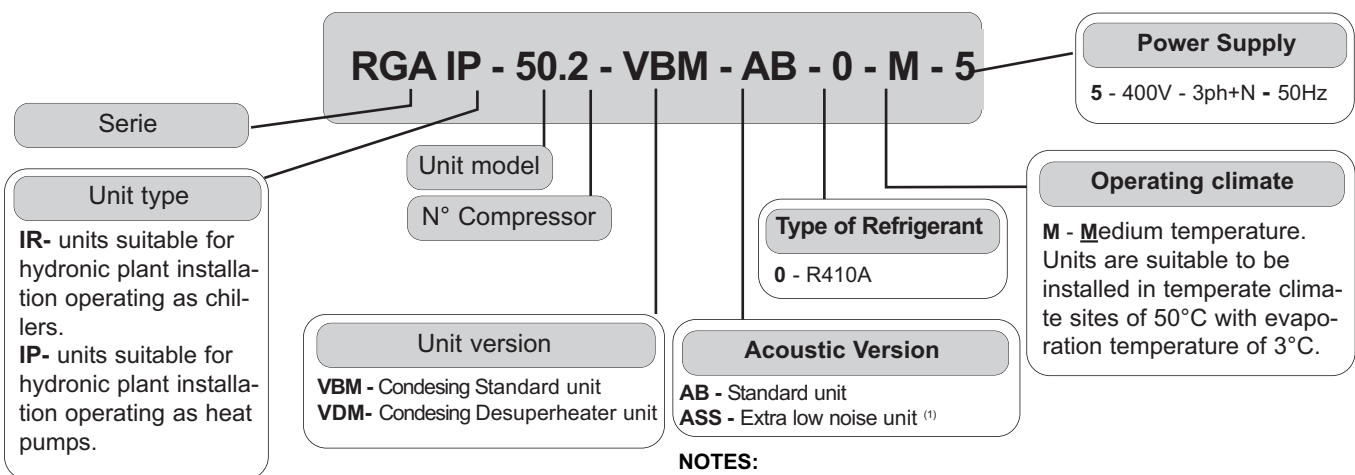 RGA IP - 50.2 - VBM - AB - 0 - M - 5
Power Supply
5 - 400V - 3ph+N - 50Hz
Serie
Unit model
N° Compressor
Unit type
IR- units suitable for
hydronic plant installa-
tion operating as chil-
lers.
IP- units suitable for
hydronic plant installa-
tion operating as heat
pumps.
Unit version
VBM - Condesing Standard unit
VDM- Condesing Desuperheater unit
Type of Refrigerant
0 - R410A
Acoustic Version
AB - Standard unit
ASS - Extra low noise unit (1)
Operating climate
M - Medium temperature.
Units are suitable to be
installed in temperate clima-
te sites of 50°C with evapo-
ration temperature of 3°C.
NOTES: